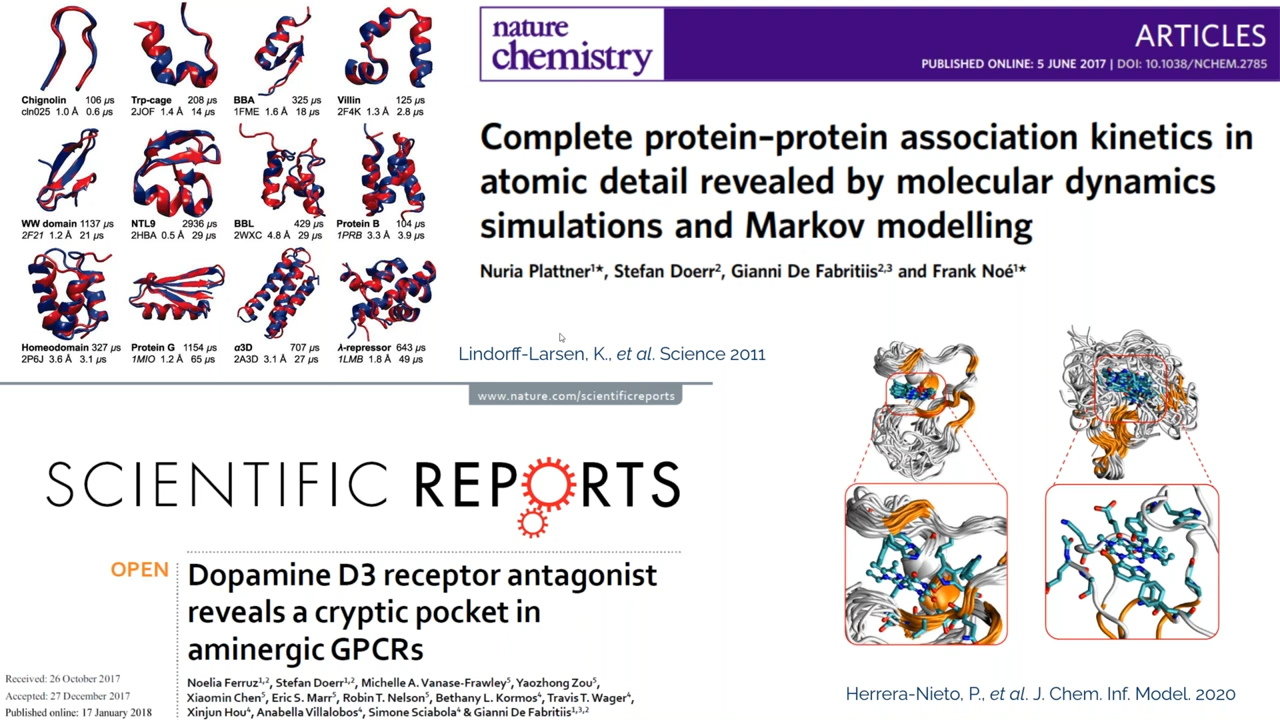 Chignolin 106 µs
cln025 1.0 Å 0.6 µs
Trp-cage 208 µs
2JOF 1.4 Å 14 µs
BBA 325 µs
1FME 1.6 Å 18 µs
Villin 125 µs
2F4K 1.3 Å 2.8 µs
WW domain 1137 µs
2F21 1.2 Å 21 µs
NTL9 2936 µs
2HBA 0.5 Å 29 µs
BBL 429 µs
2WXC 4.8 Å 29 µs
Protein B 104 µs
1PRB 3.3 Å 3.9 µs
Homeodomain 327 µs
2P6J 3.6 Å 3.1 µs
Protein G 1154 µs
1MIO 1.2 Å 65 µs
α3D 707 µs
2A3D 3.1 Å 27 µs
λ-repressor 643 µs
1LMB 1.8 Å 49 µs
nature
chemistry
ARTICLES
PUBLISHED ONLINE: 5 JUNE 2017 | DOI: 10.1038/NCHEM.2785
Complete protein–protein association kinetics in
atomic detail revealed by molecular dynamics
simulations and Markov modelling
Nuria Plattner¹*, Stefan Doerr², Gianni De Fabritiis²,³ and Frank Noé¹*
Lindorff-Larsen, K., et al. Science 2011
www.nature.com/scientificreports
SCIENTIFIC REPORTS
OPEN
Dopamine D3 receptor antagonist
reveals a cryptic pocket in
aminergic GPCRs
Received: 26 October 2017
Accepted: 27 December 2017
Published online: 17 January 2018
Noelia Ferruz¹,², Stefan Doerr¹,², Michelle A. Vanase-Frawley⁵, Yaozhong Zou⁵,
Xiaomin Chen⁵, Eric S. Marr⁵, Robin T. Nelson⁵, Bethany L. Kormos⁴, Travis T. Wager⁴,
Xinjun Hou⁴, Anabella Villalobos⁴, Simone Sciabola⁴ & Gianni De Fabritiis¹,³,²
Herrera-Nieto, P., et al. J. Chem. Inf. Model. 2020